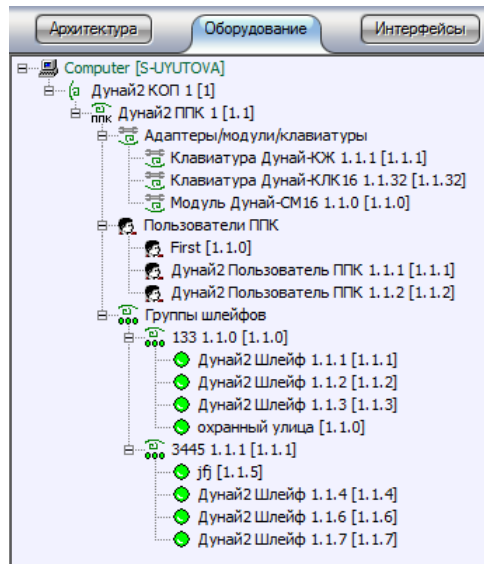 Архитектура Оборудование Интерфейсы
Computer [S-UYUTOVA]
Дунай2 КОП 1 [1]
ППК Дунай2 ППК 1 [1.1]
Адаптеры/модули/клавиатуры
Клавиатура Дунай-КЖ 1.1.1 [1.1.1]
Клавиатура Дунай-КЛК16 1.1.32 [1.1.32]
Модуль Дунай-СМ16 1.1.0 [1.1.0]
Пользователи ППК
First [1.1.0]
Дунай2 Пользователь ППК 1.1.1 [1.1.1]
Дунай2 Пользователь ППК 1.1.2 [1.1.2]
Группы шлейфов
133 1.1.0 [1.1.0]
Дунай2 Шлейф 1.1.1 [1.1.1]
Дунай2 Шлейф 1.1.2 [1.1.2]
Дунай2 Шлейф 1.1.3 [1.1.3]
охранный улица [1.1.0]
3445 1.1.1 [1.1.1]
jfj [1.1.5]
Дунай2 Шлейф 1.1.4 [1.1.4]
Дунай2 Шлейф 1.1.6 [1.1.6]
Дунай2 Шлейф 1.1.7 [1.1.7]